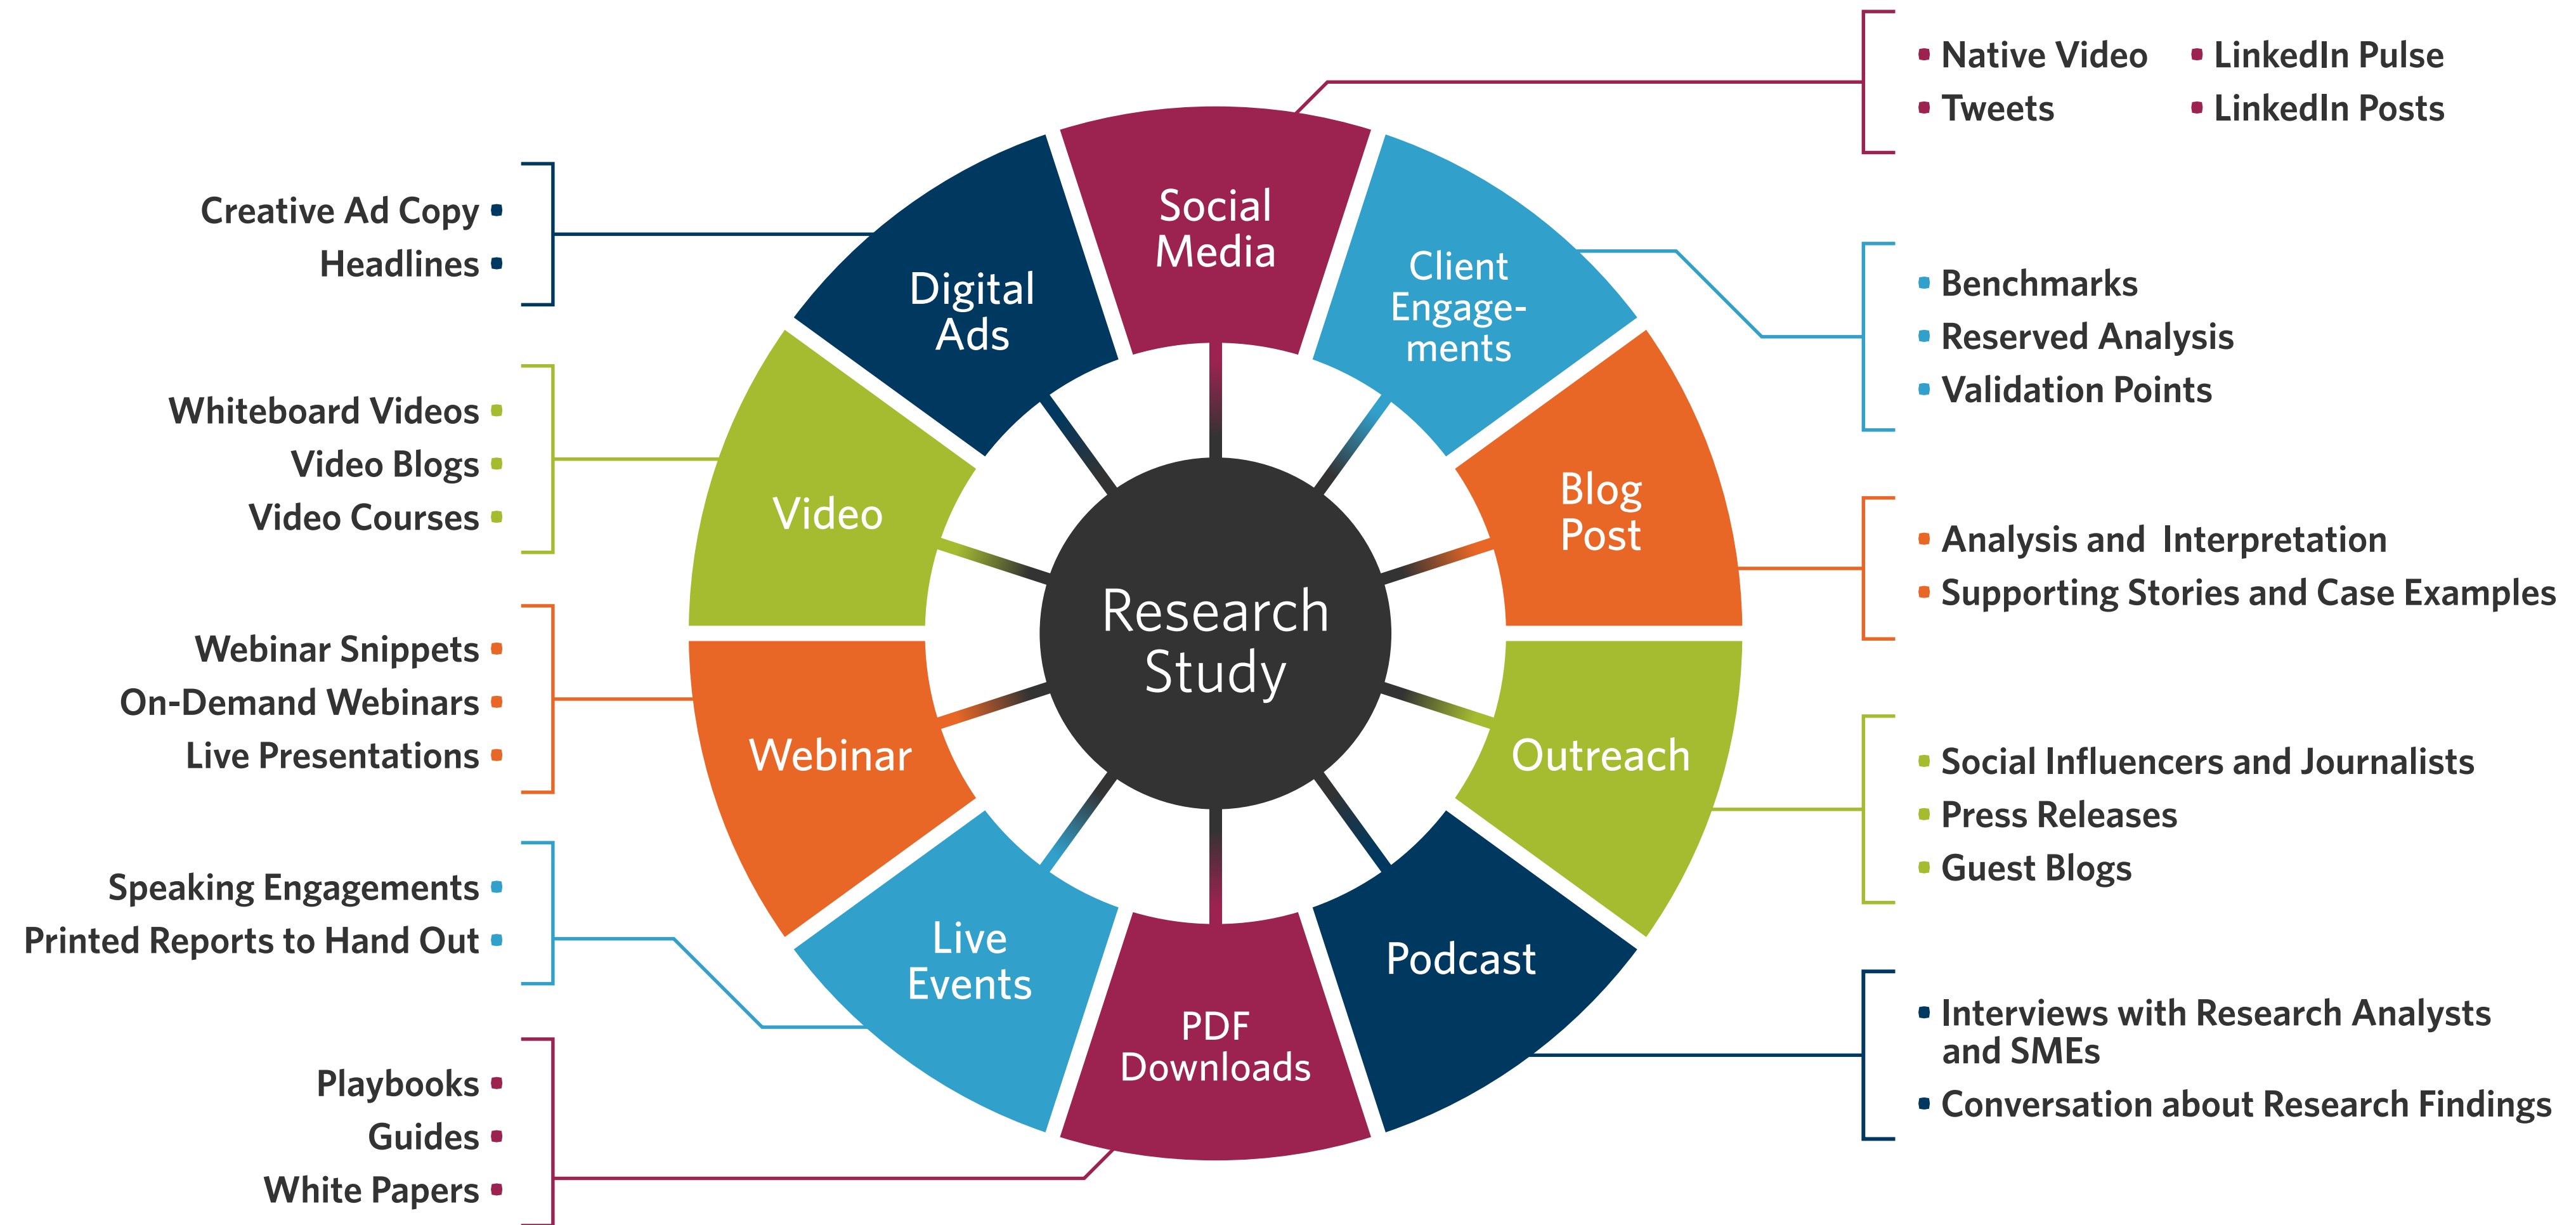 Native Video
LinkedIn Pulse
Tweets
LinkedIn Posts
Creative Ad Copy
Headlines
Social
Media
Digital
Ads
Client
Engage-
ments
Benchmarks
Reserved Analysis
Validation Points
Whiteboard Videos
Video Blogs
Video Courses
Video
Blog
Post
Analysis and Interpretation
Supporting Stories and Case Examples
Research
Study
Webinar Snippets
On-Demand Webinars
Live Presentations
Webinar
Outreach
Social Influencers and Journalists
Press Releases
Guest Blogs
Speaking Engagements
Printed Reports to Hand Out
Live
Events
PDF
Downloads
Podcast
Interviews with Research Analysts
and SMEs
Conversation about Research Findings
Playbooks
Guides
White Papers